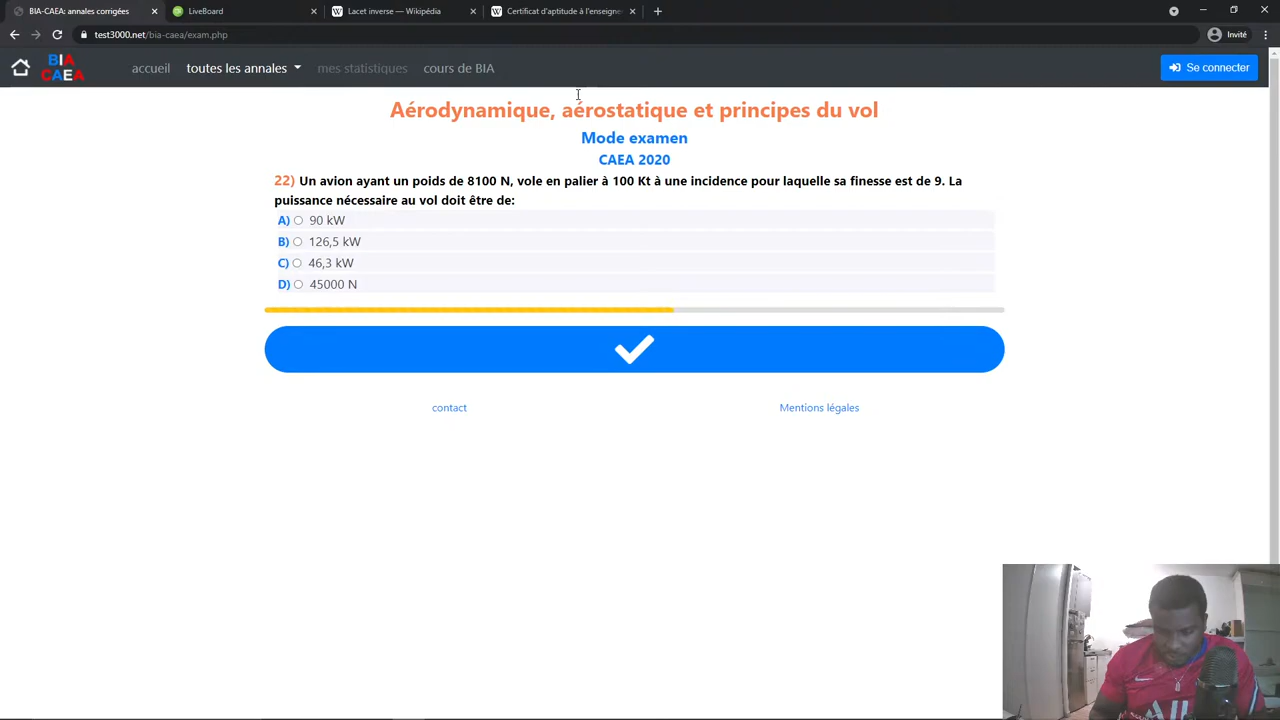 BIA-CAEA: annales corrigées
LiveBoard
Lacet inverse — Wikipédia
Certificat d'aptitude à l'enseigne
test3000.net/bia-caea/exam.php
Invité
BIA
CAEA
accueil
toutes les annales
mes statistiques
cours de BIA
Se connecter
Aérodynamique, aérostatique et principes du vol
Mode examen
CAEA 2020
22) Un avion ayant un poids de 8100 N, vole en palier à 100 Kt à une incidence pour laquelle sa finesse est de 9. La
puissance nécessaire au vol doit être de:
A) 90 kW
B) 126,5 kW
C) 46,3 kW
D) 45000 N
contact
Mentions légales